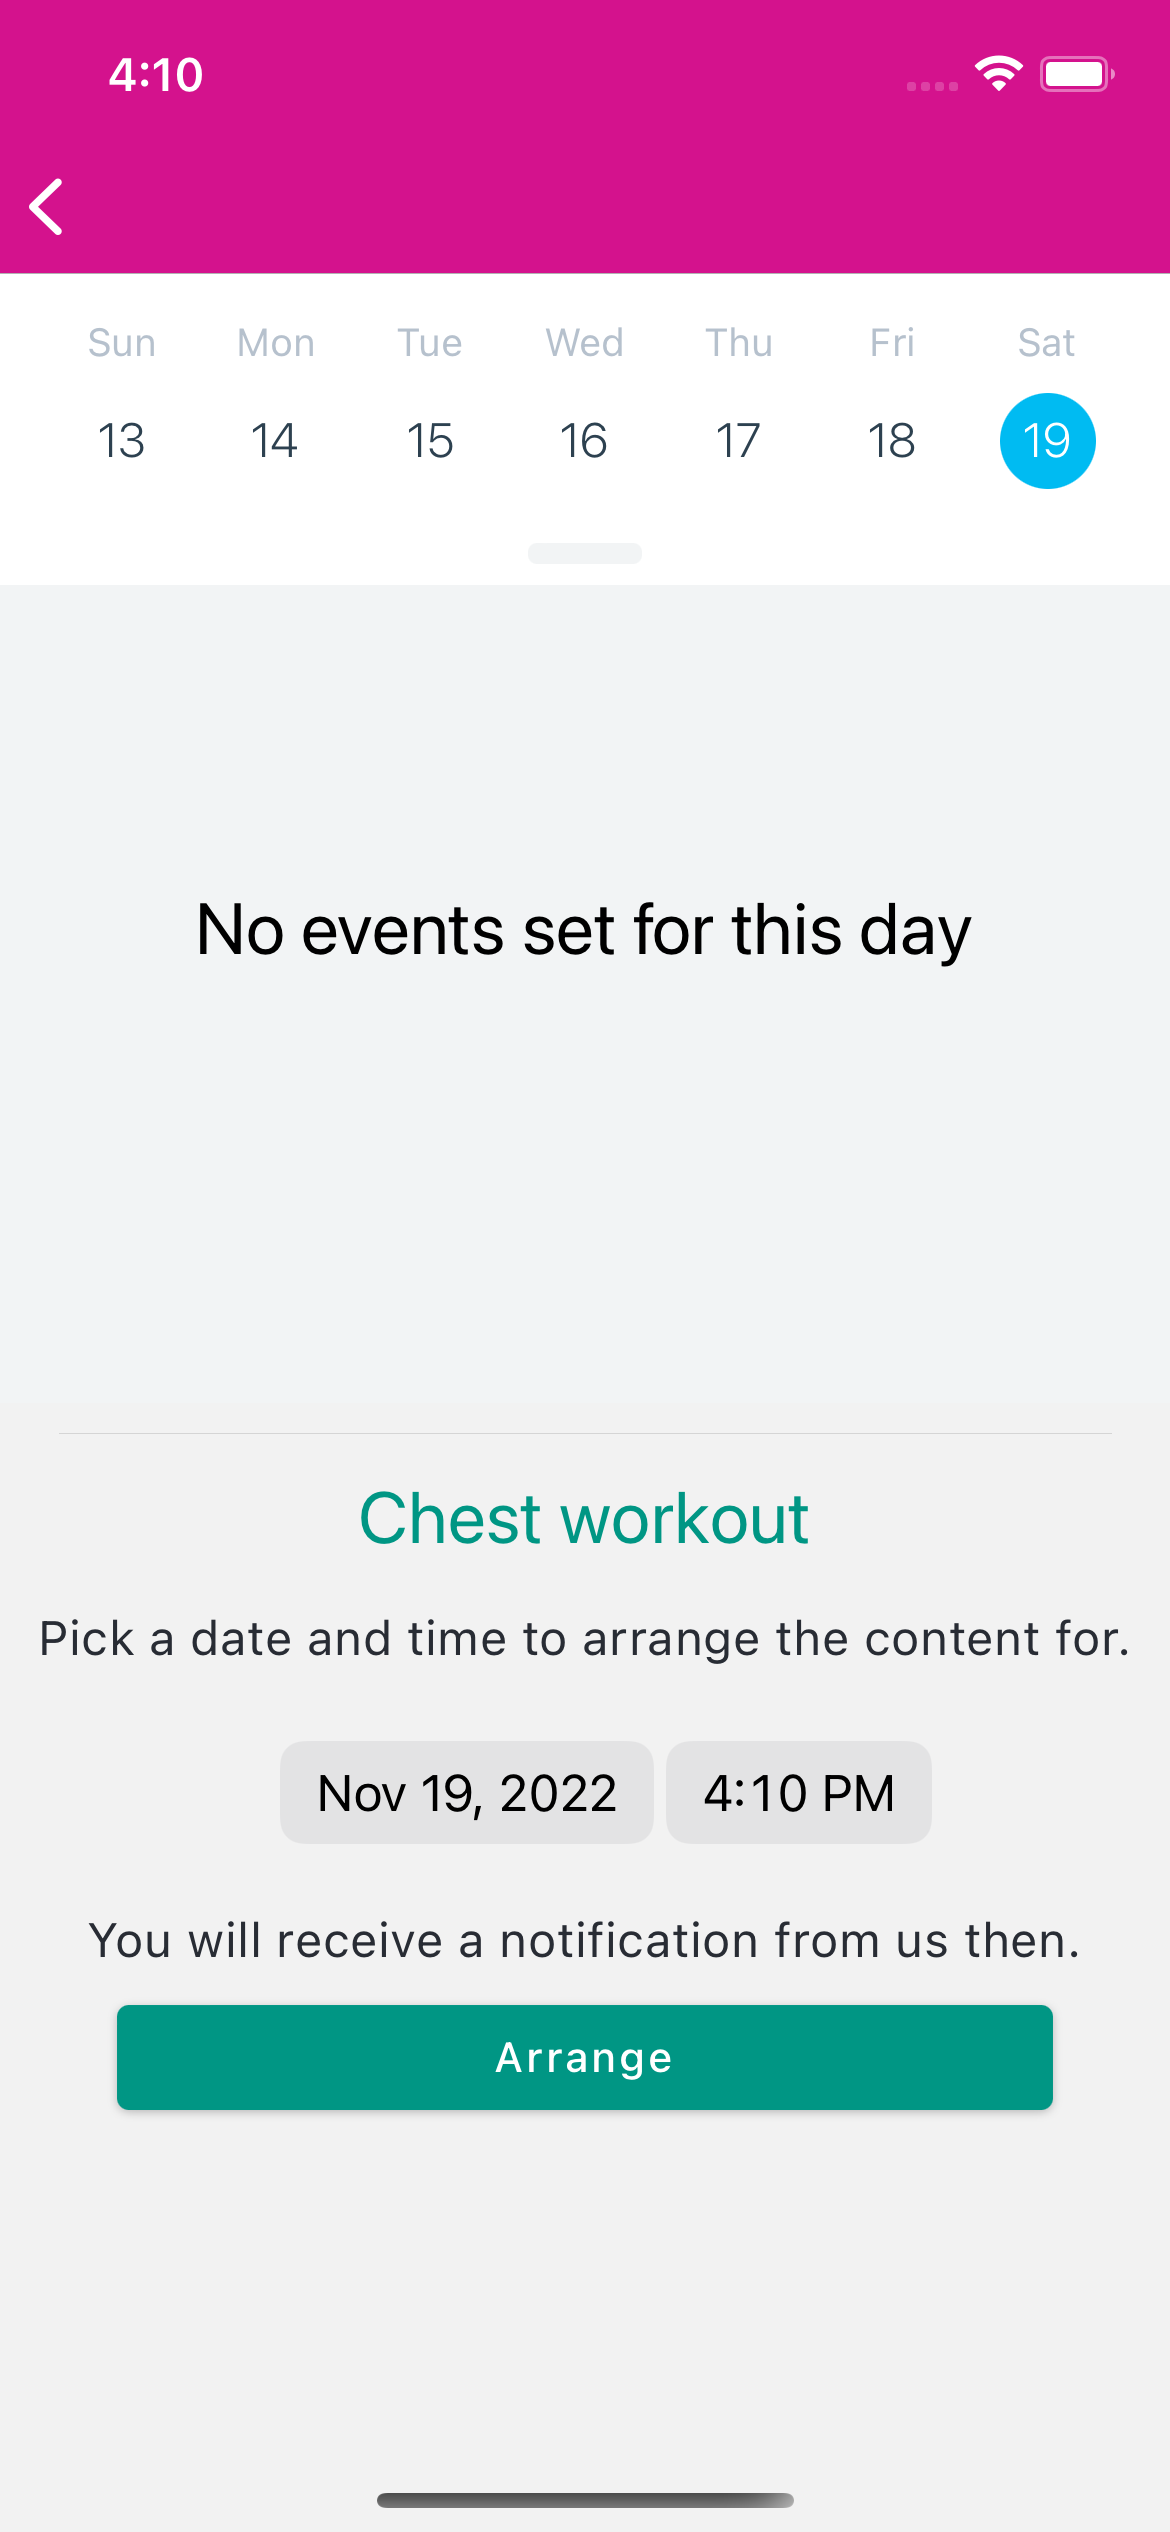 4:10
Sun Mon Tue Wed Thu Fri Sat
13 14 15 16 17 18 19
No events set for this day
Chest workout
Pick a date and time to arrange the content for.
Nov 19, 2022 4:10 PM
You will receive a notification from us then.
Arrange